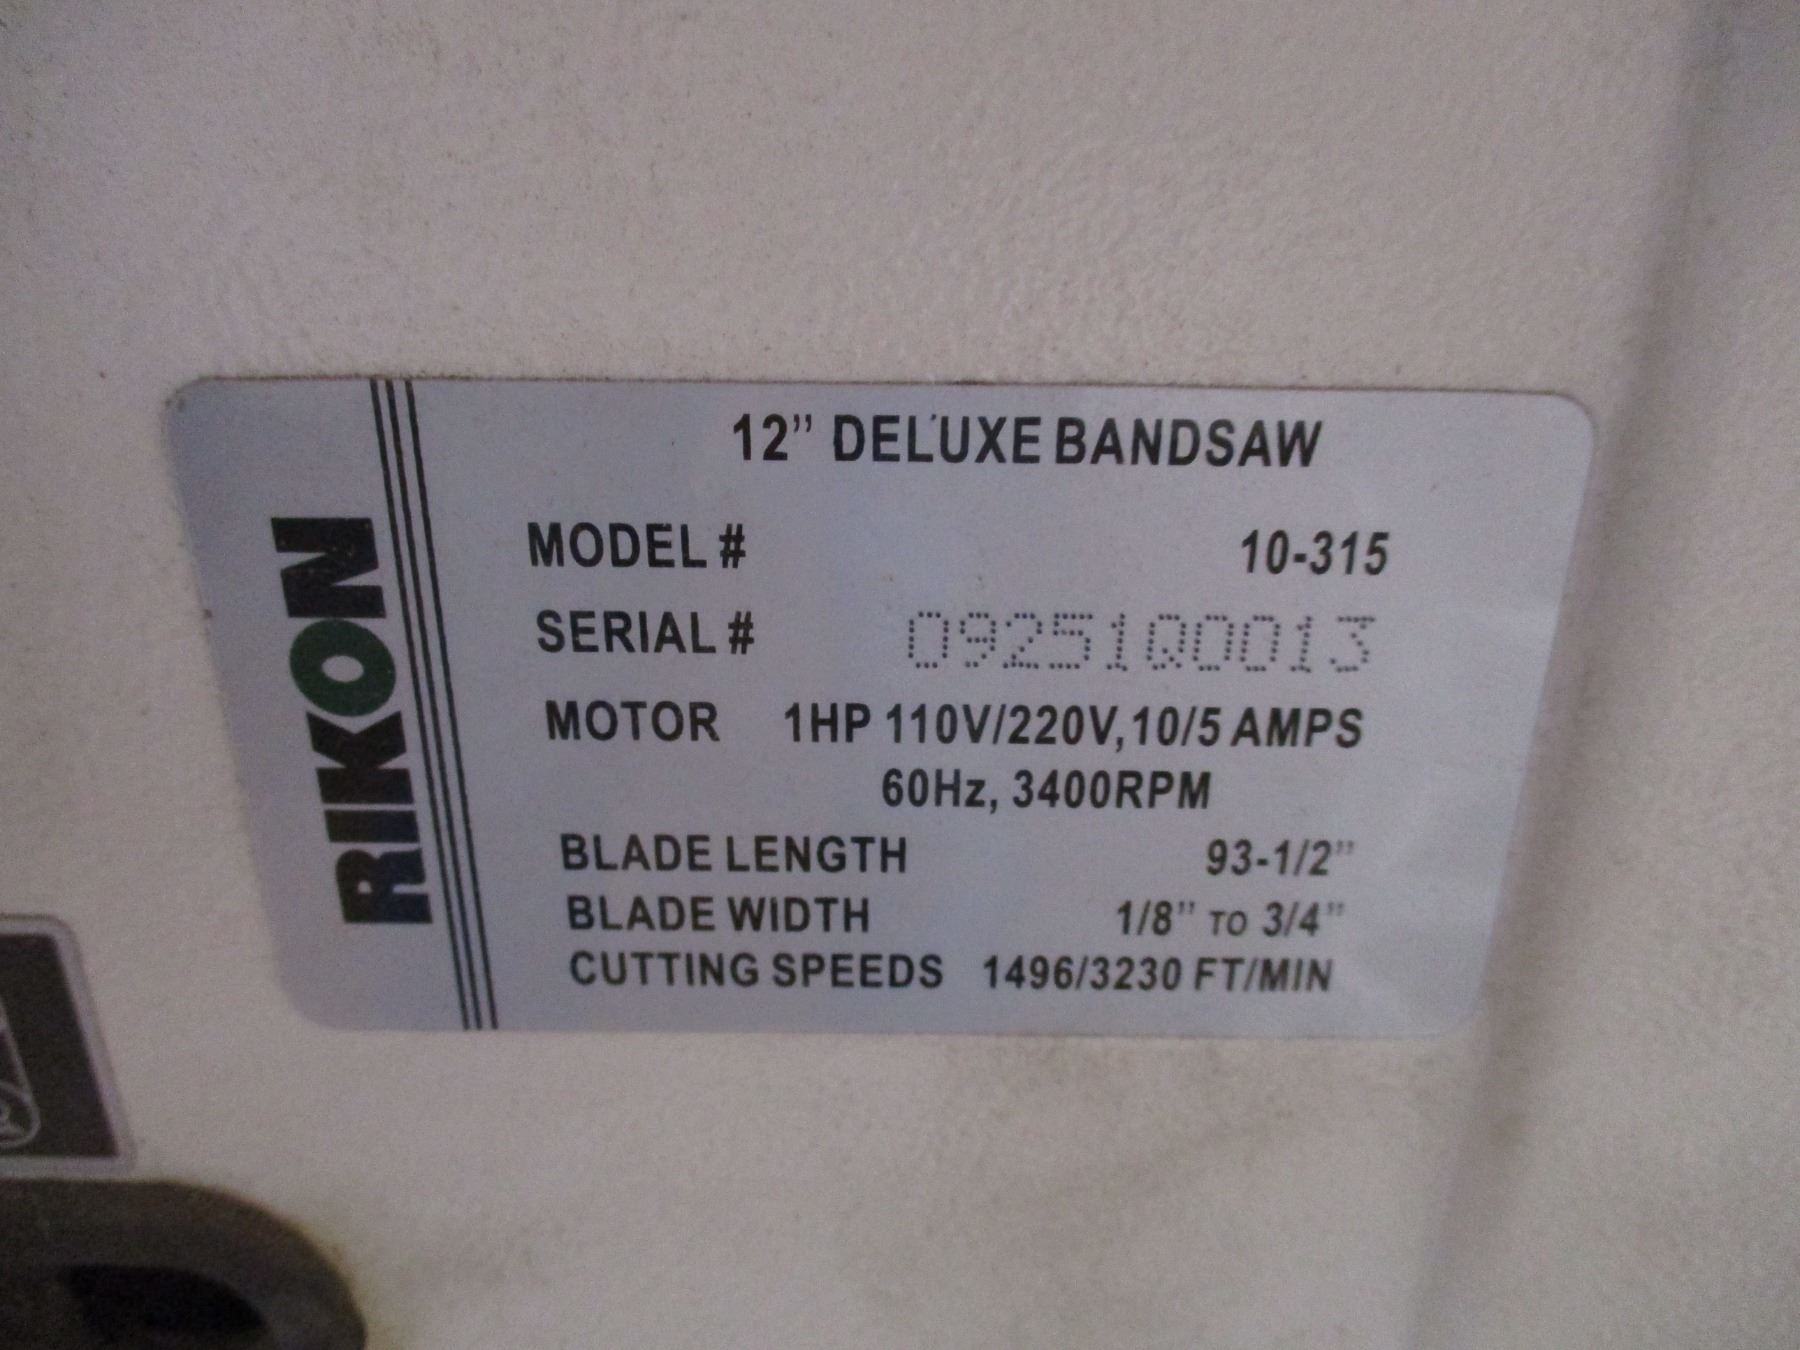 RIKON
12" DELUXE BANDSAW
MODEL # 10-315
SERIAL # 09251Q0013
MOTOR 1HP 110V/220V, 10/5 AMPS
60Hz, 3400RPM
BLADE LENGTH 93-1/2"
BLADE WIDTH 1/8" TO 3/4"
CUTTING SPEEDS 1496/3230 FT/MIN